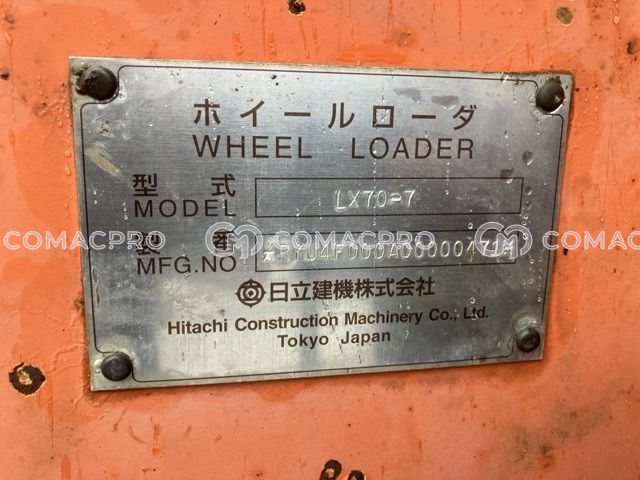 ホイールローダ
WHEEL LOADER
型式
MODEL LX70-7
製番
MFG.NO
日立建機株式会社
Hitachi Construction Machinery Co., Ltd.
Tokyo Japan
COMACPRO COMACPRO COMACPRO